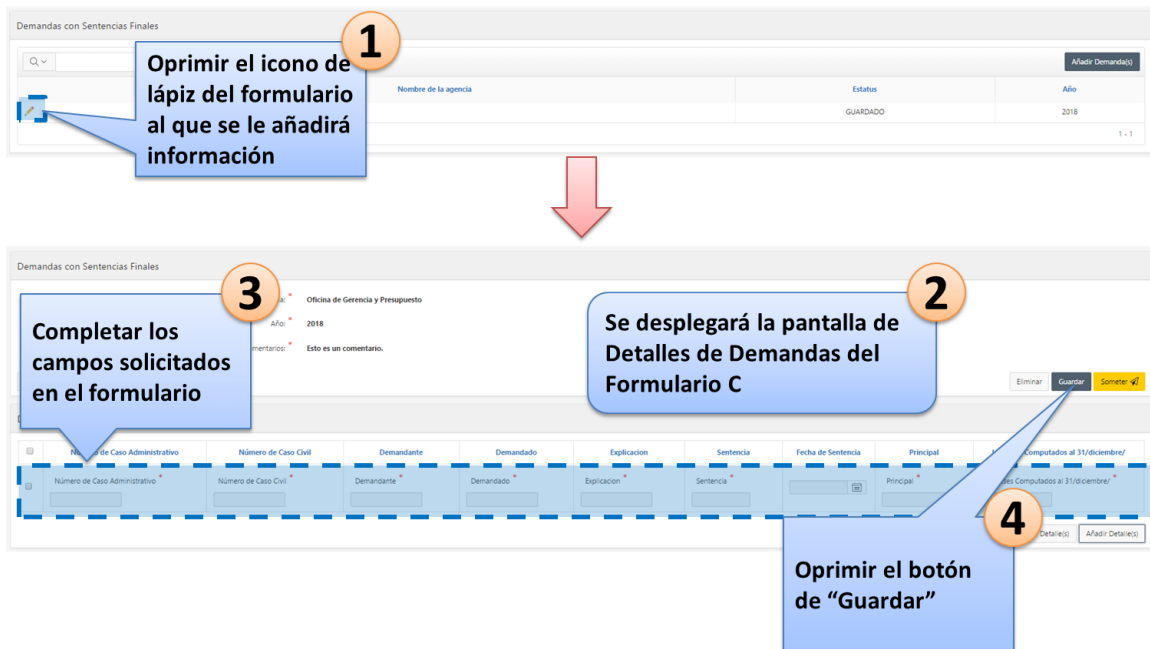 Demandas con Sentencias Finales
1
Oprimir el icono de
lápiz del formulario
al que se le añadirá
información
Añadir Demanda(s)
Nombre de la agencia Estatus Año
GUARDADO 2018
1 - 1
Demandas con Sentencias Finales
3
Completar los
campos solicitados
en el formulario
Oficina de Gerencia y Presupuesto
Año: * 2018
Esto es un comentario.
2
Se desplegará la pantalla de
Detalles de Demandas del
Formulario C
Eliminar Guardar Someter
de Caso Administrativo Número de Caso Civil Demandante Demandado Explicacion Sentencia Fecha de Sentencia Principal Computados al 31/diciembre/
Número de Caso Administrativo * Número de Caso Civil * Demandante * Demandado * Explicacion * Sentencia * Principal * Computados al 31/diciembre/ *
Detalle(s) Añadir Detalle(s)
4
Oprimir el botón
de “Guardar”